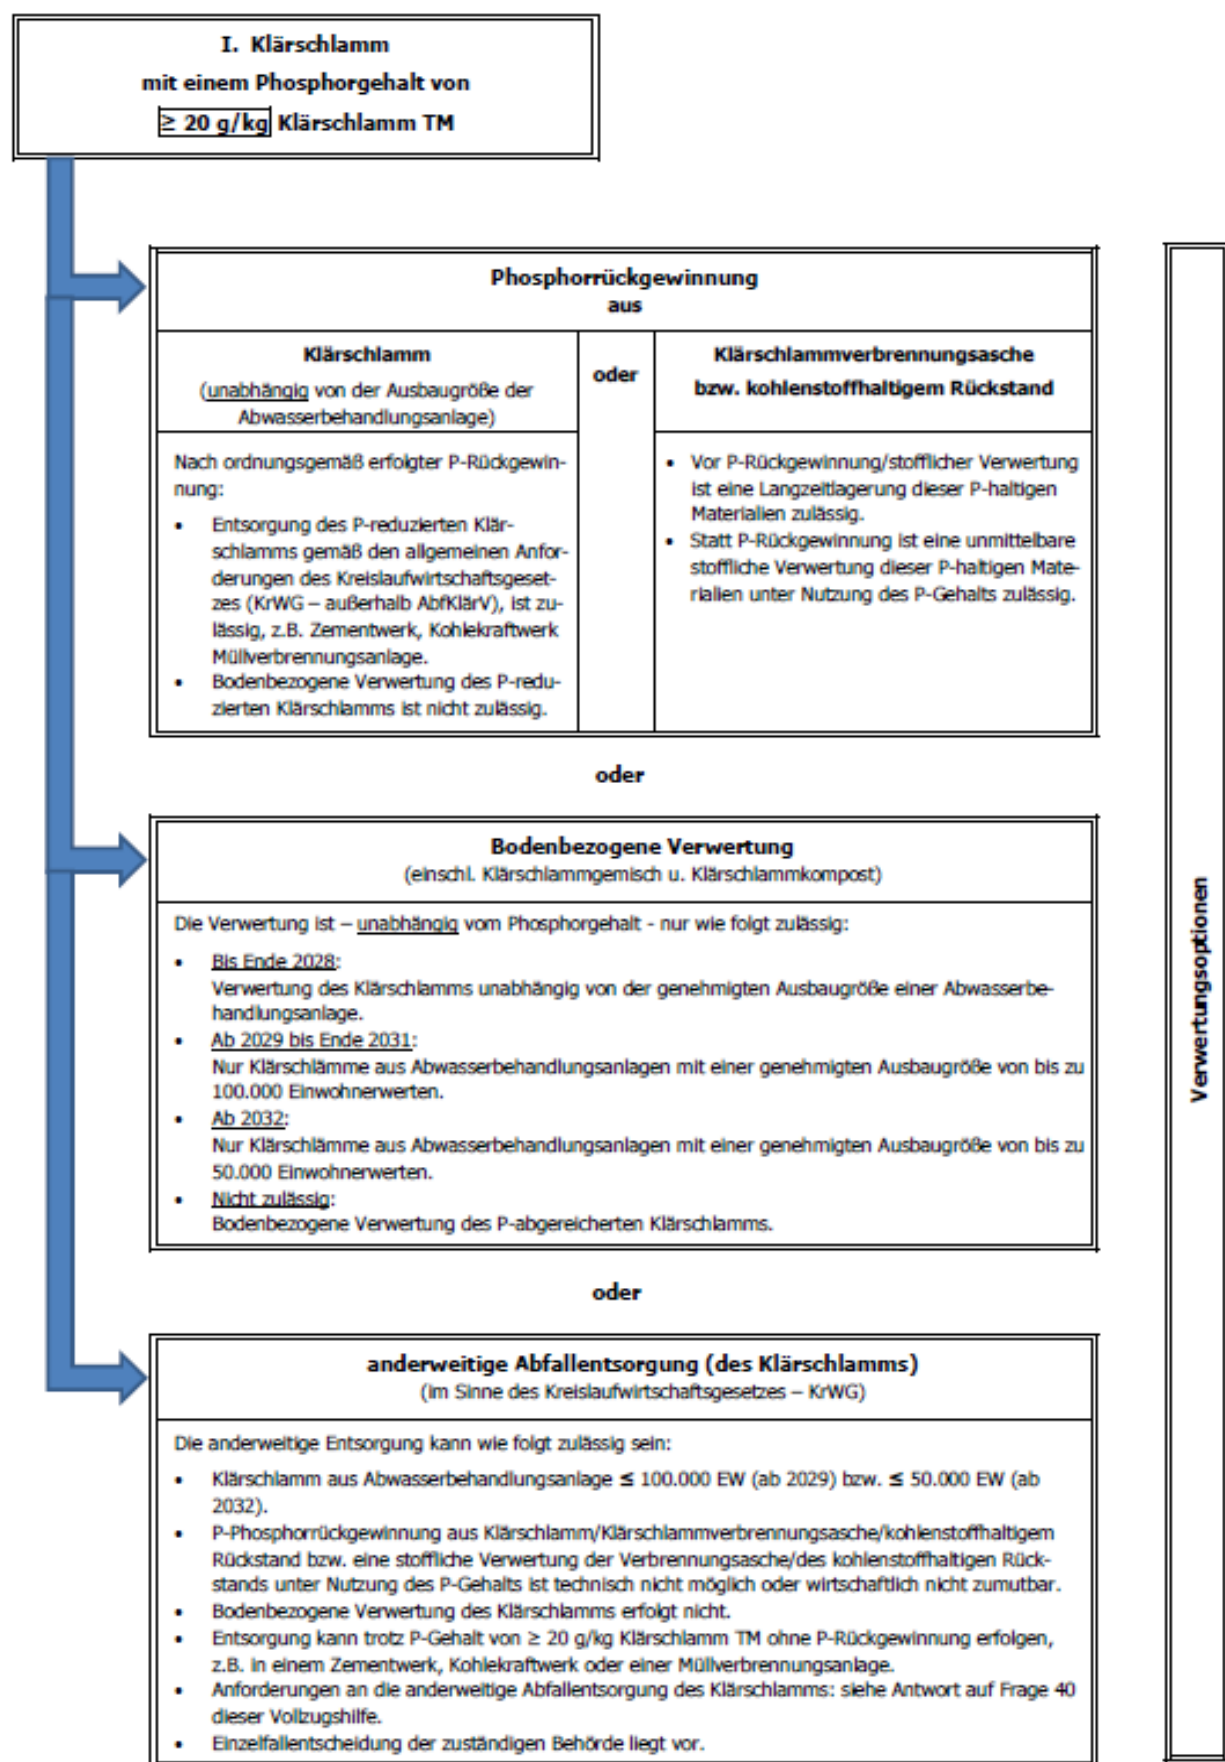 I. Klärschlamm
mit einem Phosphorgehalt von
≥ 20 g/kg Klärschlamm TM
Phosphorrückgewinnung
aus
Klärschlamm
(unabhängig von der Ausbaugröße der
Abwasserbehandlungsanlage)
oder
Klärschlammverbrennungsasche
bzw. kohlenstoffhaltigem Rückstand
Nach ordnungsgemäß erfolgter P-Rückgewin-
nung:
• Entsorgung des P-reduzierten Klär-
schlamms gemäß den allgemeinen Anfor-
derungen des Kreislaufwirtschaftsgeset-
zes (KrWG – außerhalb AbfKlärV), ist zu-
lässig, z.B. Zementwerk, Kohlekraftwerk
Müllverbrennungsanlage.
• Bodenbezogene Verwertung des P-redu-
zierten Klärschlamms ist nicht zulässig.
• Vor P-Rückgewinnung/stofflicher Verwertung
ist eine Langzeitlagerung dieser P-haltigen
Materialien zulässig.
• Statt P-Rückgewinnung ist eine unmittelbare
stoffliche Verwertung dieser P-haltigen Mate-
rialien unter Nutzung des P-Gehalts zulässig.
oder
Bodenbezogene Verwertung
(einschl. Klärschlammgemisch u. Klärschlammkompost)
Die Verwertung ist – unabhängig vom Phosphorgehalt - nur wie folgt zulässig:
• Bis Ende 2028:
Verwertung des Klärschlamms unabhängig von der genehmigten Ausbaugröße einer Abwasserbe-
handlungsanlage.
• Ab 2029 bis Ende 2031:
Nur Klärschlämme aus Abwasserbehandlungsanlagen mit einer genehmigten Ausbaugröße von bis zu
100.000 Einwohnerwerten.
• Ab 2032:
Nur Klärschlämme aus Abwasserbehandlungsanlagen mit einer genehmigten Ausbaugröße von bis zu
50.000 Einwohnerwerten.
• Nicht zulässig:
Bodenbezogene Verwertung des P-abgereicherten Klärschlamms.
oder
anderweitige Abfallentsorgung (des Klärschlamms)
(im Sinne des Kreislaufwirtschaftsgesetzes – KrWG)
Die anderweitige Entsorgung kann wie folgt zulässig sein:
• Klärschlamm aus Abwasserbehandlungsanlage ≤ 100.000 EW (ab 2029) bzw. ≤ 50.000 EW (ab
2032).
• P-Phosphorrückgewinnung aus Klärschlamm/Klärschlammverbrennungsasche/kohlenstoffhaltigem
Rückstand bzw. eine stoffliche Verwertung der Verbrennungsasche/des kohlenstoffhaltigen Rück-
stands unter Nutzung des P-Gehalts ist technisch nicht möglich oder wirtschaftlich nicht zumutbar.
• Bodenbezogene Verwertung des Klärschlamms erfolgt nicht.
• Entsorgung kann trotz P-Gehalt von ≥ 20 g/kg Klärschlamm TM ohne P-Rückgewinnung erfolgen,
z.B. in einem Zementwerk, Kohlekraftwerk oder einer Müllverbrennungsanlage.
• Anforderungen an die anderweitige Abfallentsorgung des Klärschlamms: siehe Antwort auf Frage 40
dieser Vollzugshilfe.
• Einzelfallentscheidung der zuständigen Behörde liegt vor.
Verwertungsoptionen